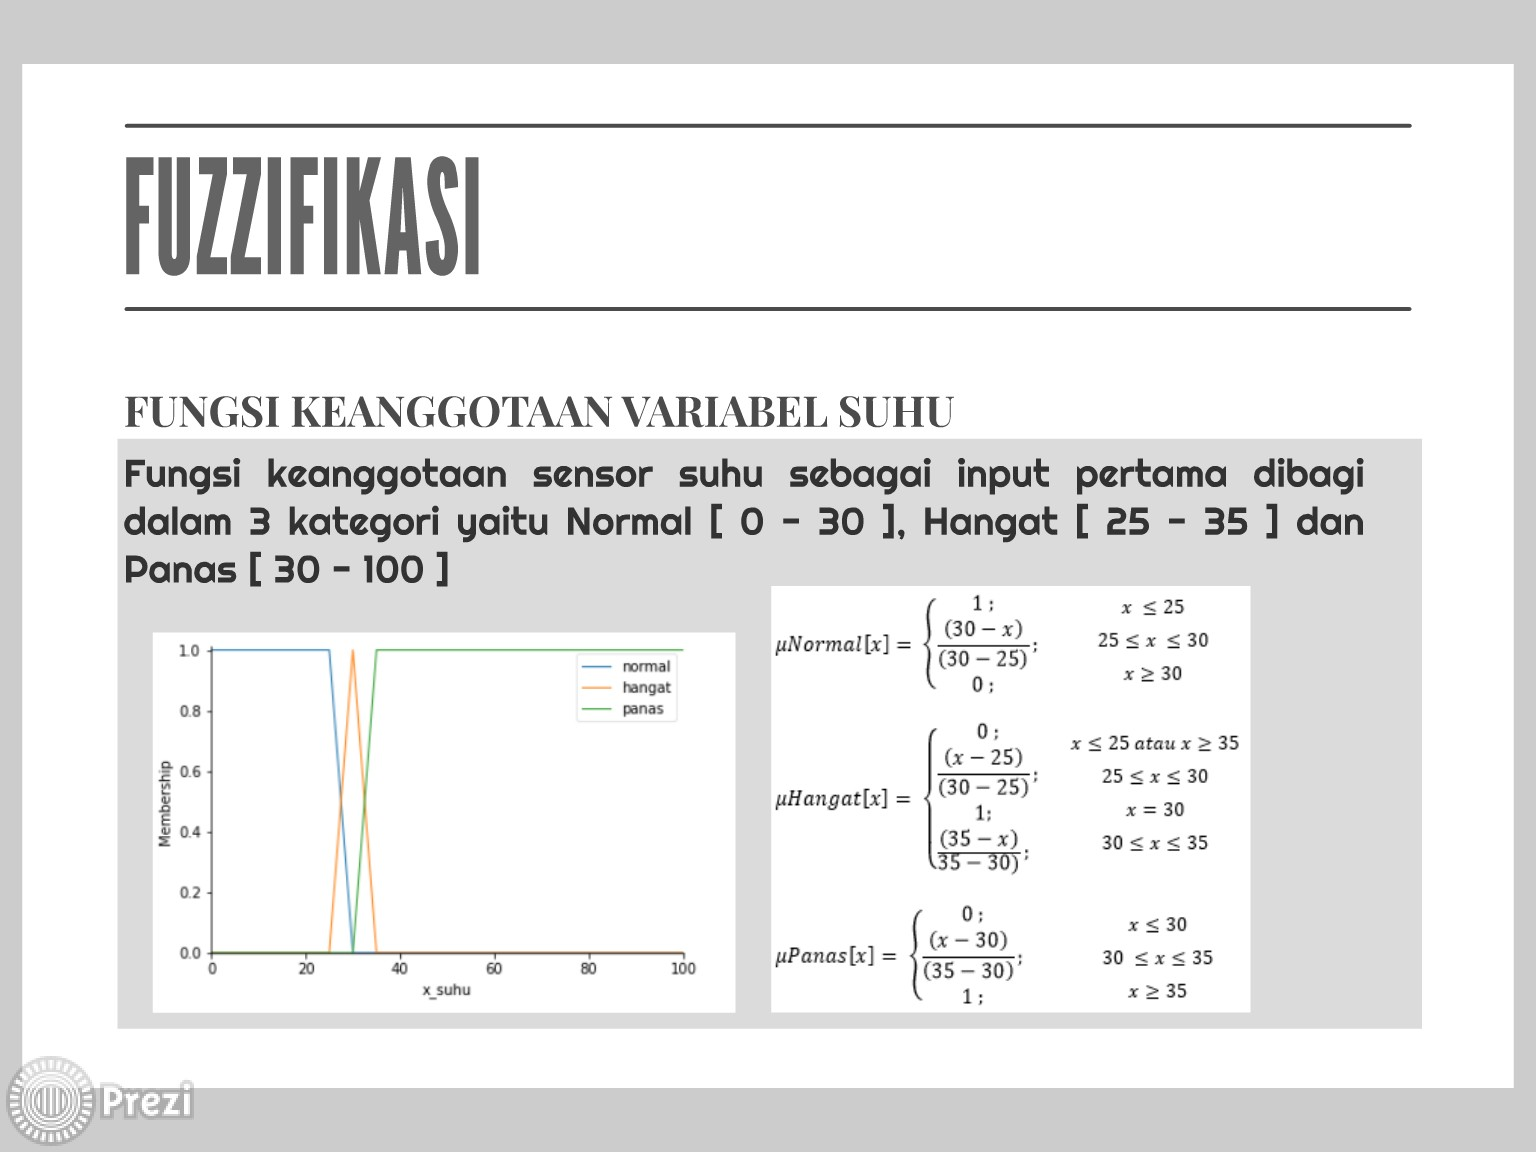 FUZZIFIKASI
FUNGSI KEANGGOTAAN VARIABEL SUHU
Fungsi keanggotaan sensor suhu sebagai input pertama dibagi
dalam 3 kategori yaitu Normal [ 0 - 30 ], Hangat [ 25 - 35 ] dan
Panas [ 30 - 100 ]
1.0
0.8
0.6
0.4
0.2
0.0
Membership
0 20 40 60 80 100
x_suhu
normal
hangat
panas
μNormal[x] =
1 ; x ≤ 25
(30 − x)
(30 − 25) ; 25 ≤ x ≤ 30
0 ; x ≥ 30
μHangat[x] =
0 ; x ≤ 25 atau x ≥ 35
(x − 25)
(30 − 25) ; 25 ≤ x ≤ 30
1; x = 30
(35 − x)
35 − 30) ; 30 ≤ x ≤ 35
μPanas[x] =
0 ; x ≤ 30
(x − 30)
(35 − 30) ; 30 ≤ x ≤ 35
1 ; x ≥ 35
Prezi